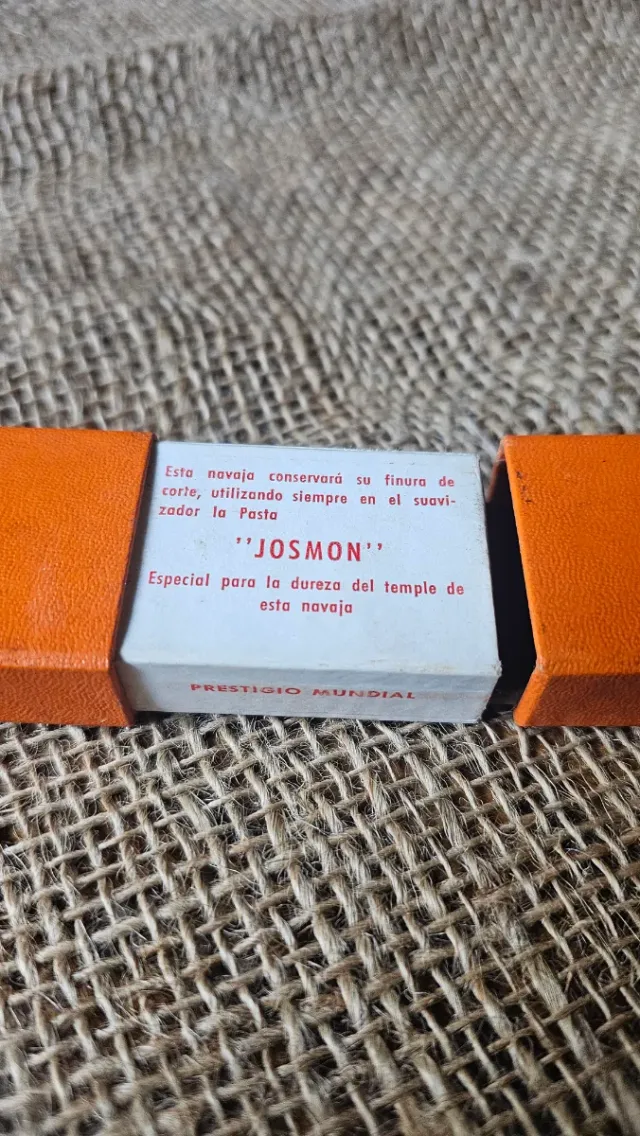 Esta navaja conservará su finura de
corte, utilizando siempre en el suavi-
zador la Pasta
''JOSMON''
Especial para la dureza del temple de
esta navaja
PRESTIGIO MUNDIAL